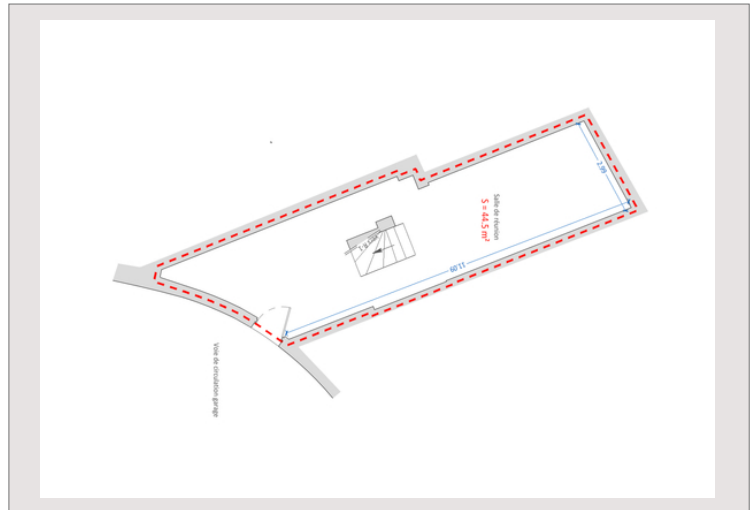 2.99
Salle de réunion
S = 44.5 m²
11.09
Voie de circulation garage